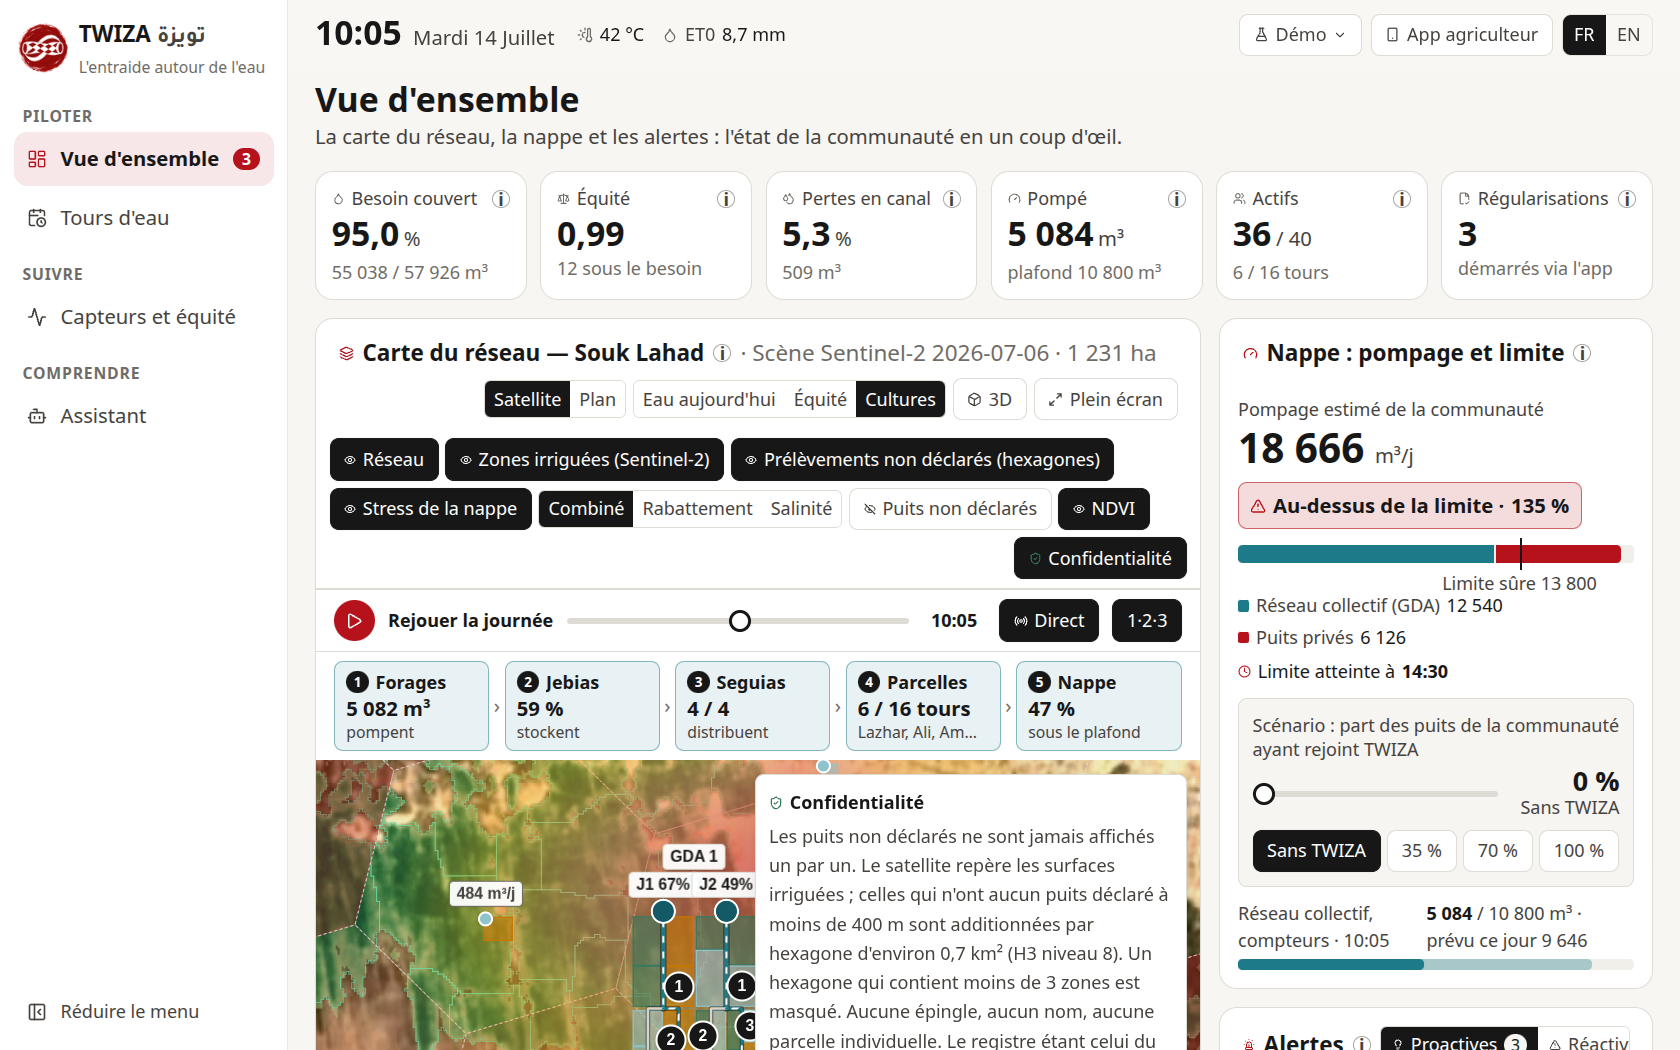 TWIZA تويزة
L'entraide autour de l'eau
PILOTER
Vue d'ensemble 3
Tours d'eau
SUIVRE
Capteurs et équité
COMPRENDRE
Assistant
Réduire le menu
10:05 Mardi 14 Juillet 42 °C ET0 8,7 mm
Démo App agriculteur FR EN
Vue d'ensemble
La carte du réseau, la nappe et les alertes : l'état de la communauté en un coup d'œil.
Besoin couvert
95,0 %
55 038 / 57 926 m³
Équité
0,99
12 sous le besoin
Pertes en canal
5,3 %
509 m³
Pompé
5 084 m³
plafond 10 800 m³
Actifs
36 / 40
6 / 16 tours
Régularisations
3
démarrés via l'app
Carte du réseau — Souk Lahad · Scène Sentinel-2 2026-07-06 · 1 231 ha
Satellite Plan Eau aujourd'hui Équité Cultures 3D Plein écran
Réseau Zones irriguées (Sentinel-2) Prélèvements non déclarés (hexagones)
Stress de la nappe Combiné Rabattement Salinité Puits non déclarés NDVI
Confidentialité
Rejouer la journée 10:05 Direct 1·2·3
1 Forages
5 082 m³
pompent
2 Jebias
59 %
stockent
3 Seguias
4 / 4
distribuent
4 Parcelles
6 / 16 tours
Lazhar, Ali, Am...
5 Nappe
47 %
sous le plafond
GDA 1
J1 67% J2 49%
484 m³/j
1 1
2 2 3
Confidentialité
Les puits non déclarés ne sont jamais affichés
un par un. Le satellite repère les surfaces
irriguées ; celles qui n'ont aucun puits déclaré à
moins de 400 m sont additionnées par
hexagone d'environ 0,7 km² (H3 niveau 8). Un
hexagone qui contient moins de 3 zones est
masqué. Aucune épingle, aucun nom, aucune
parcelle individuelle. Le registre étant celui du
Nappe : pompage et limite
Pompage estimé de la communauté
18 666 m³/j
Au-dessus de la limite · 135 %
Limite sûre 13 800
Réseau collectif (GDA) 12 540
Puits privés 6 126
Limite atteinte à 14:30
Scénario : part des puits de la communauté
ayant rejoint TWIZA
0 %
Sans TWIZA
Sans TWIZA 35 % 70 % 100 %
Réseau collectif,
compteurs · 10:05
5 084 / 10 800 m³ ·
prévu ce jour 9 646
Alertes Proactives 3 Réactiv